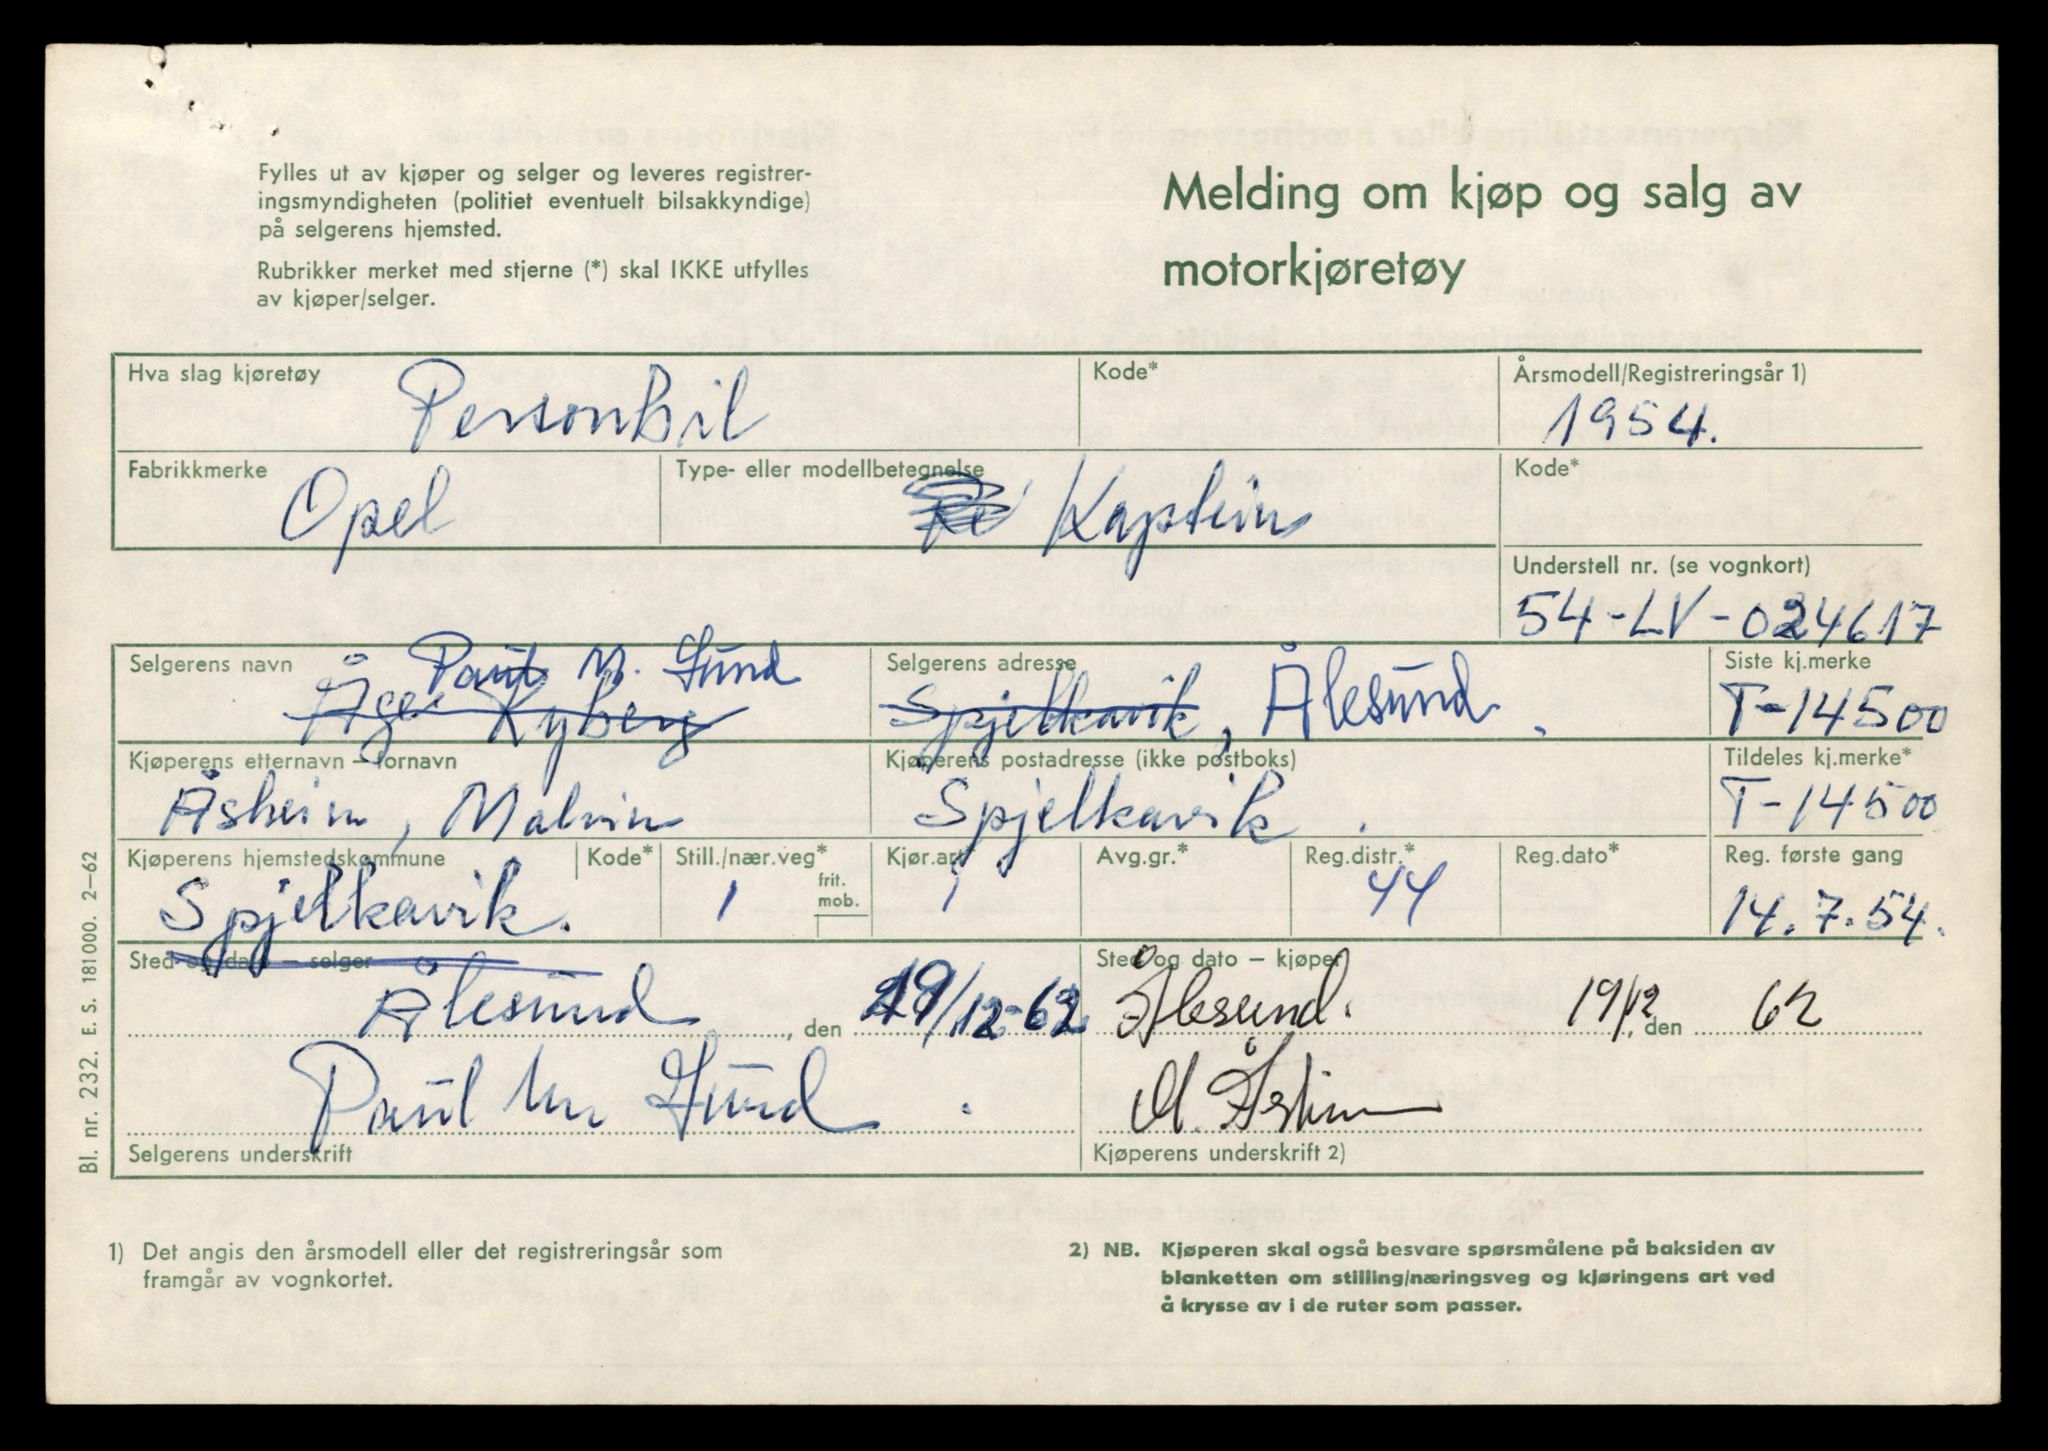 Fylles ut av kjøper og selger og leveres registrer-
ingsmyndigheten (politiet eventuelt bilsakkyndige)
på selgerens hjemsted.
Rubrikker merket med stjerne (*) skal IKKE utfylles
av kjøper/selger.
Melding om kjøp og salg av
motorkjøretøy
Hva slag kjøretøy
Personbil
Kode*
Årsmodell/Registreringsår 1)
1954.
Fabrikkmerke
Opel
Type- eller modellbetegnelse
Kaptein
Kode*
Understell nr. (se vognkort)
54-LV-024617
Selgerens navn
Paul M. Gund
Åge Kyberg
Selgerens adresse
Spjelkavik, Ålesund.
Siste kj.merke
T-14500
Kjøperens etternavn – fornavn
Åsheim, Malvin
Kjøperens postadresse (ikke postboks)
Spjelkavik.
Tildeles kj.merke*
T-14500
Kjøperens hjemstedskommune
Spjelkavik.
Kode*
Still./nær.veg*
1
frit.
mob.
Kjør.art*
1
Avg.gr.*
Reg.distr.*
44
Reg.dato*
Reg. første gang
14.7.54.
Sted og dato – selger
Ålesund, den 19/12-62
Sted og dato – kjøper
Ålesund. 19/12, den 62
Paul M Gund.
Selgerens underskrift
M. Åsheim
Kjøperens underskrift 2)
Bl. nr. 232. E. S. 181000. 2–62
1) Det angis den årsmodell eller det registreringsår som
framgår av vognkortet.
2) NB. Kjøperen skal også besvare spørsmålene på baksiden av
blanketten om stilling/næringsveg og kjøringens art ved
å krysse av i de ruter som passer.